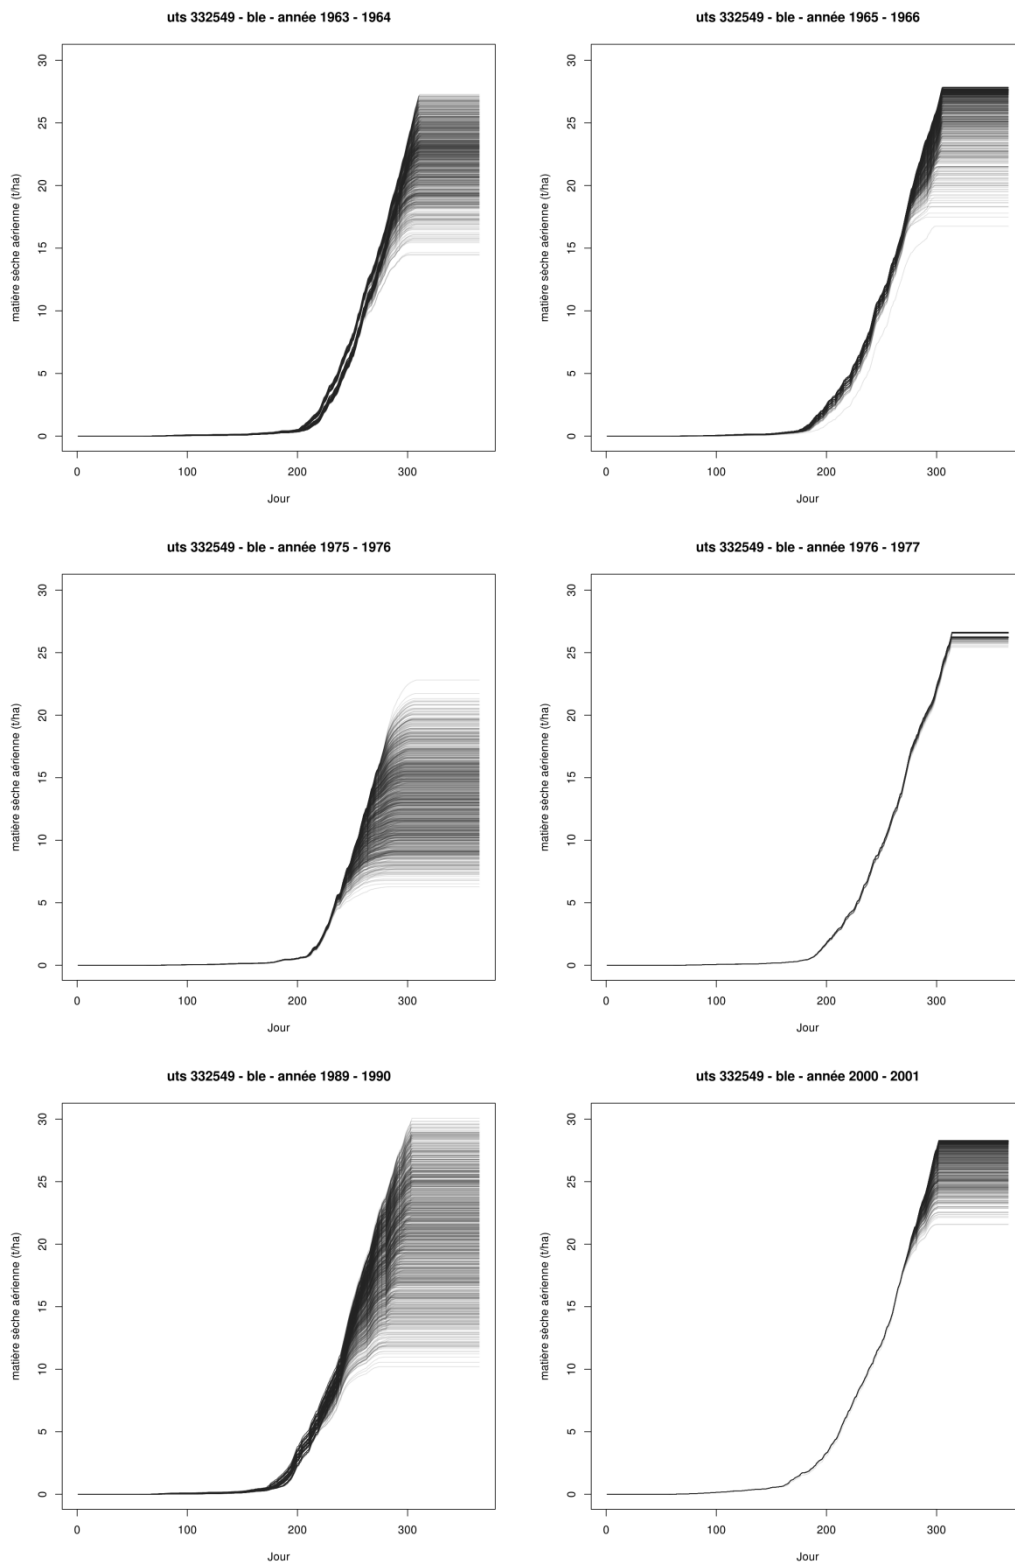 uts 332549 - ble - année 1963 - 1964
30
25
20
15
10
5
0
matière sèche aérienne (t/ha)
0 100 200 300
Jour
uts 332549 - ble - année 1965 - 1966
30
25
20
15
10
5
0
matière sèche aérienne (t/ha)
0 100 200 300
Jour
uts 332549 - ble - année 1975 - 1976
30
25
20
15
10
5
0
matière sèche aérienne (t/ha)
0 100 200 300
Jour
uts 332549 - ble - année 1976 - 1977
30
25
20
15
10
5
0
matière sèche aérienne (t/ha)
0 100 200 300
Jour
uts 332549 - ble - année 1989 - 1990
30
25
20
15
10
5
0
matière sèche aérienne (t/ha)
0 100 200 300
Jour
uts 332549 - ble - année 2000 - 2001
30
25
20
15
10
5
0
matière sèche aérienne (t/ha)
0 100 200 300
Jour